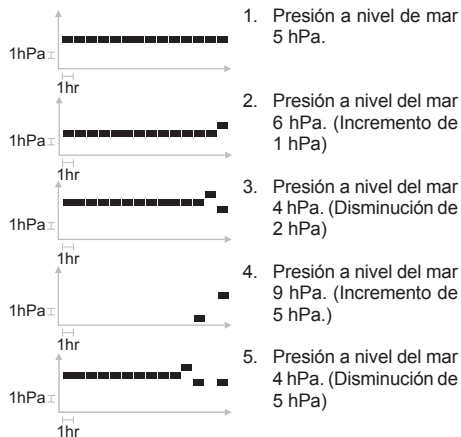 1hPa
1hr
1. Presión a nivel de mar
5 hPa.
1hPa
1hr
2. Presión a nivel del mar
6 hPa. (Incremento de
1 hPa)
1hPa
1hr
3. Presión a nivel del mar
4 hPa. (Disminución de
2 hPa)
1hPa
1hr
4. Presión a nivel del mar
9 hPa. (Incremento de
5 hPa.)
1hPa
1hr
5. Presión a nivel del mar
4 hPa. (Disminución de
5 hPa)